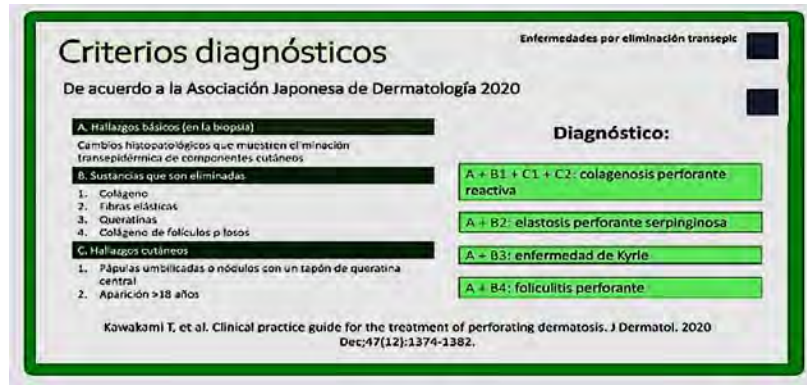 Enfermedades por eliminación transepic
Criterios diagnósticos
De acuerdo a la Asociación Japonesa de Dermatología 2020
A. Hallazgos básicos (en la biopsia)
Cambios histopatológicos que muestren eliminación
transepidérmica de componentes cutáneos
B. Sustancias que son eliminadas
1. Colágeno
2. Fibras elásticas
3. Queratinas
4. Colágeno de folículos pilosos
C. Hallazgos cutáneos
1. Pápulas umbilicadas o nódulos con un tapón de queratina
central
2. Aparición >18 años
Diagnóstico:
A + B1 + C1 + C2: colagenosis perforante
reactiva
A + B2: elastosis perforante serpinginosa
A + B3: enfermedad de Kyrle
A + B4: foliculitis perforante
Kawakami T, et al. Clinical practice guide for the treatment of perforating dermatosis. J Dermatol. 2020
Dec;47(12):1374-1382.